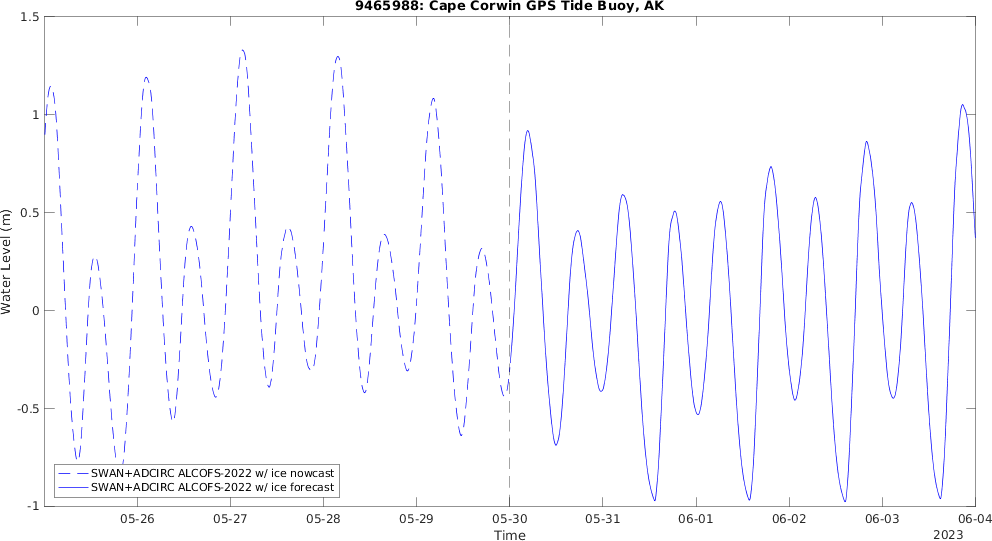 9465988: Cape Corwin GPS Tide Buoy, AK
1.5
1
0.5
0
-0.5
-1
Water Level (m)
SWAN+ADCIRC ALCOFS-2022 w/ ice nowcast
SWAN+ADCIRC ALCOFS-2022 w/ ice forecast
05-26 05-27 05-28 05-29 05-30 05-31 06-01 06-02 06-03 06-04
Time
2023